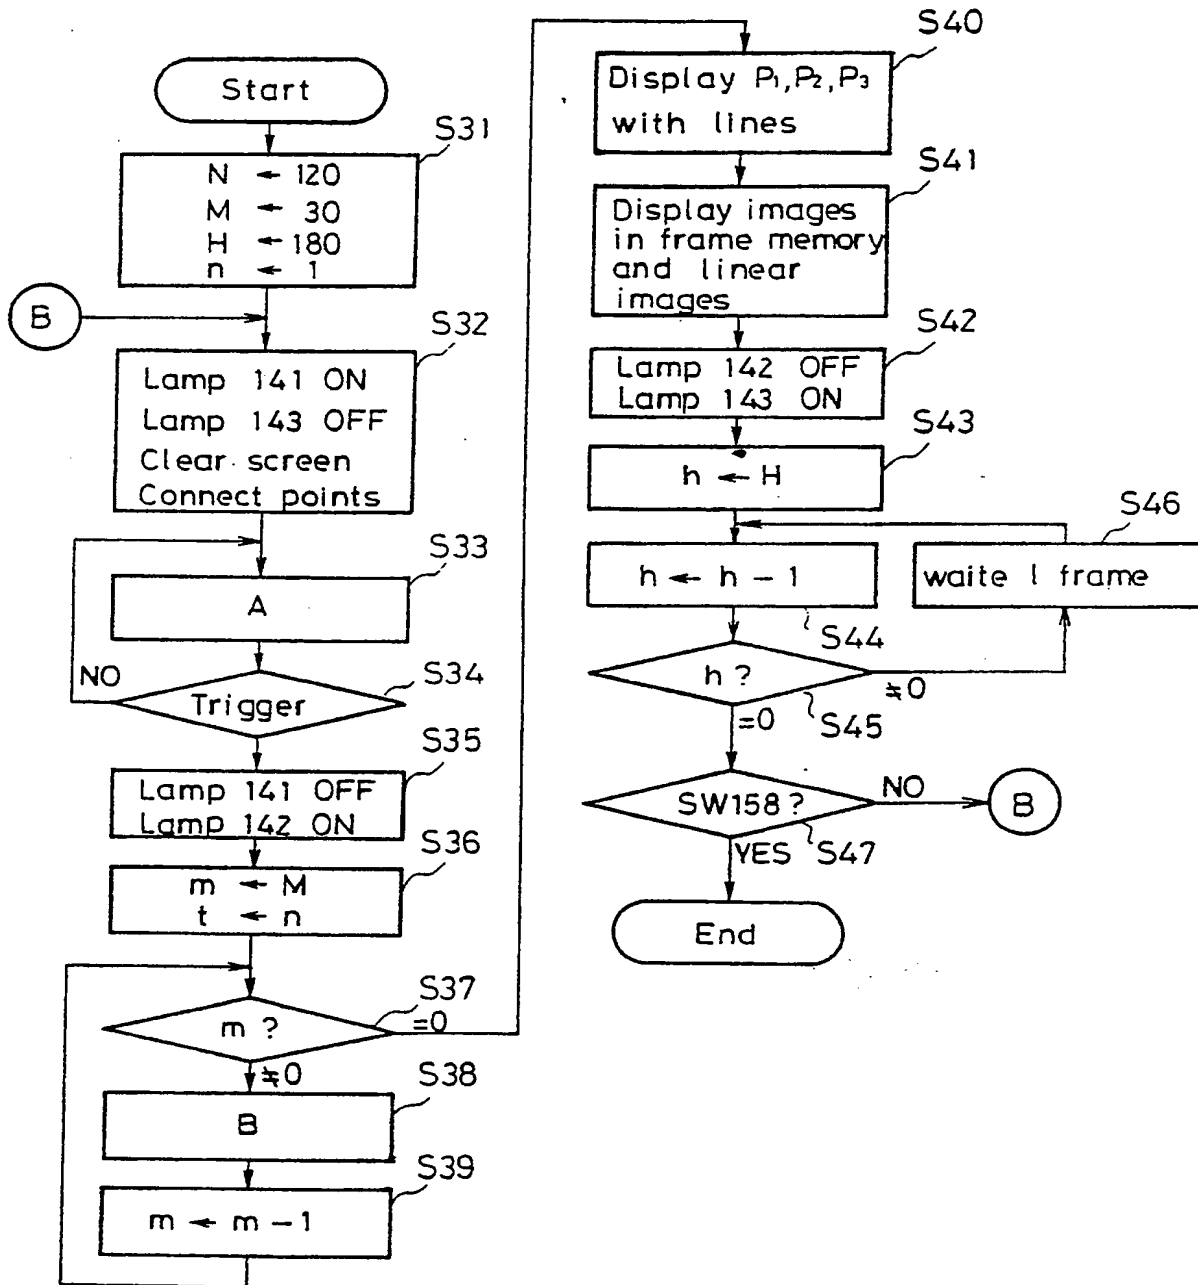 Start
S31
N ← 120
M ← 30
H ← 180
n ← 1
B
S32
Lamp 141 ON
Lamp 143 OFF
Clear screen
Connect points
S33
A
NO
S34
Trigger
S35
Lamp 141 OFF
Lamp 142 ON
S36
m ← M
t ← n
S37
m ?
=0
≠0
S38
B
S39
m ← m - 1
S40
Display P₁, P₂, P₃
with lines
S41
Display images
in frame memory
and linear
images
S42
Lamp 142 OFF
Lamp 143 ON
S43
h ← H
S46
waite 1 frame
h ← h - 1
S44
h ?
≠0
=0
S45
SW158 ?
NO
B
YES
S47
End